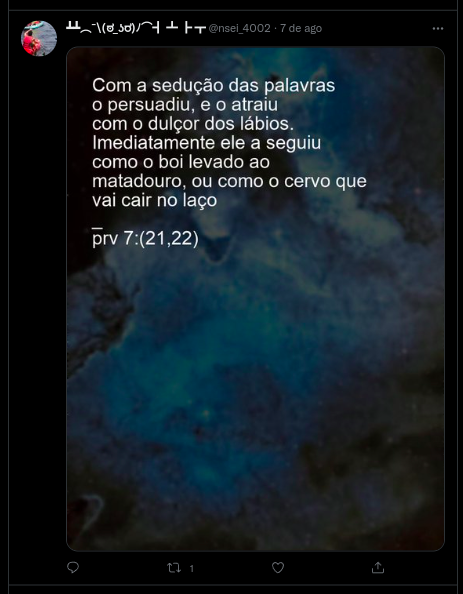 @nsei_4002 · 7 de ago
Com a sedução das palavras
o persuadiu, e o atraiu
com o dulçor dos lábios.
Imediatamente ele a seguiu
como o boi levado ao
matadouro, ou como o cervo que
vai cair no laço
_
prv 7:(21,22)
1